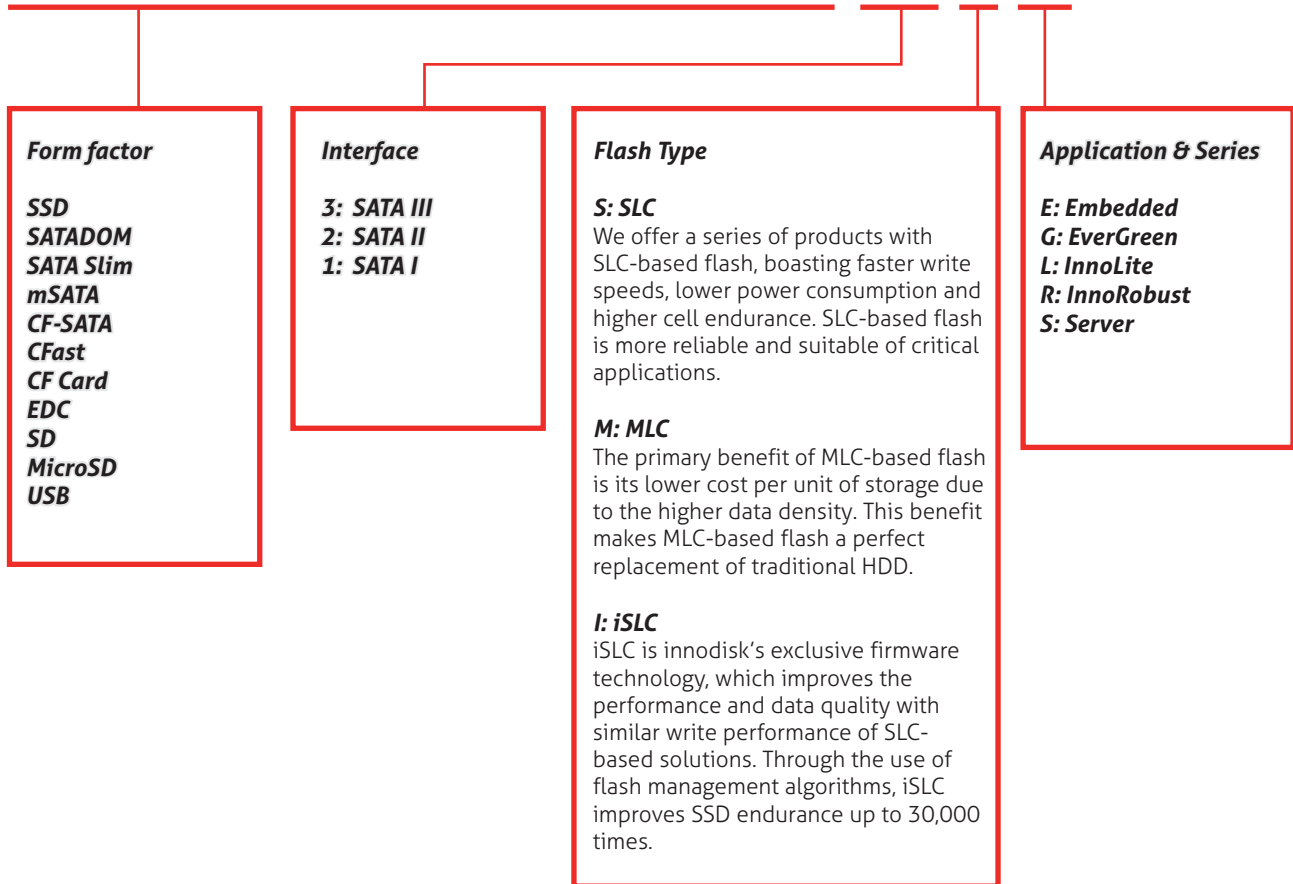 Form factor
SSD
SATADOM
SATA Slim
mSATA
CF-SATA
CFast
CF Card
EDC
SD
MicroSD
USB
Interface
3: SATA III
2: SATA II
1: SATA I
Flash Type
S: SLC
We offer a series of products with
SLC-based flash, boasting faster write
speeds, lower power consumption and
higher cell endurance. SLC-based flash
is more reliable and suitable of critical
applications.
M: MLC
The primary benefit of MLC-based flash
is its lower cost per unit of storage due
to the higher data density. This benefit
makes MLC-based flash a perfect
replacement of traditional HDD.
I: iSLC
iSLC is innodisk's exclusive firmware
technology, which improves the
performance and data quality with
similar write performance of SLC-
based solutions. Through the use of
flash management algorithms, iSLC
improves SSD endurance up to 30,000
times.
Application & Series
E: Embedded
G: EverGreen
L: InnoLite
R: InnoRobust
S: Server